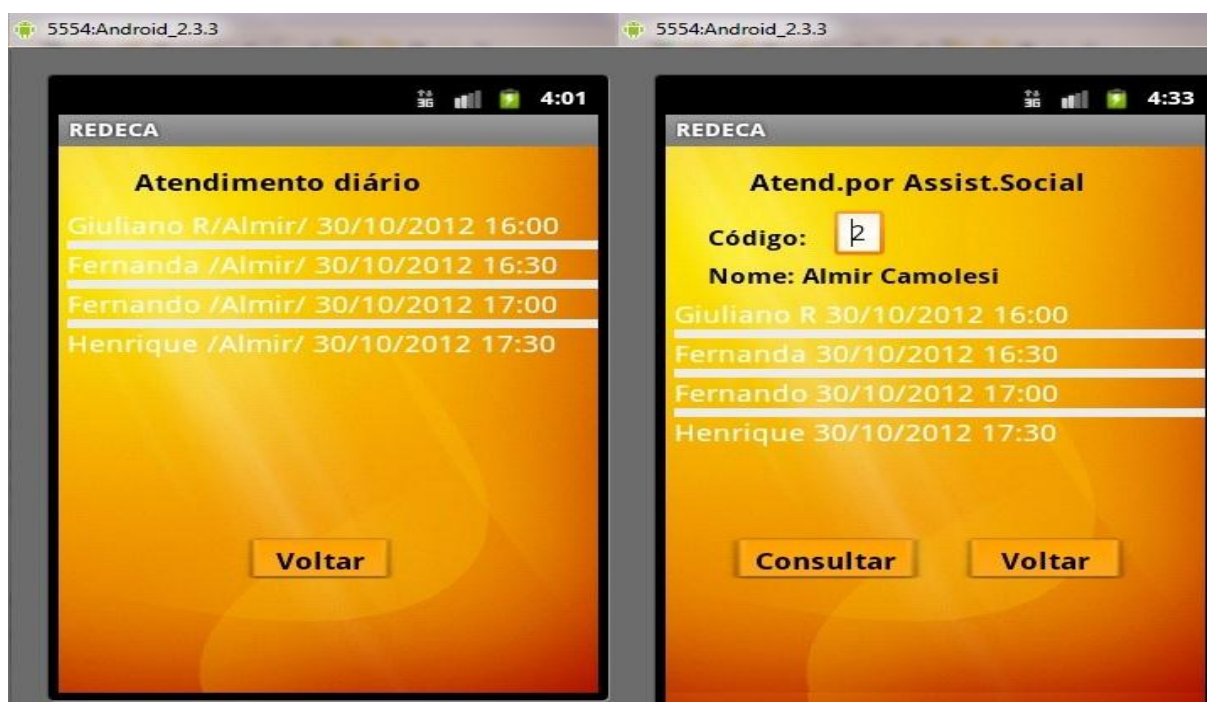 5554:Android_2.3.3
3G 4:01
REDECA
Atendimento diário
Giuliano R/Almir/ 30/10/2012 16:00
Fernanda /Almir/ 30/10/2012 16:30
Fernando /Almir/ 30/10/2012 17:00
Henrique /Almir/ 30/10/2012 17:30
Voltar
5554:Android_2.3.3
3G 4:33
REDECA
Atend.por Assist.Social
Código: 2
Nome: Almir Camolesi
Giuliano R 30/10/2012 16:00
Fernanda 30/10/2012 16:30
Fernando 30/10/2012 17:00
Henrique 30/10/2012 17:30
Consultar Voltar